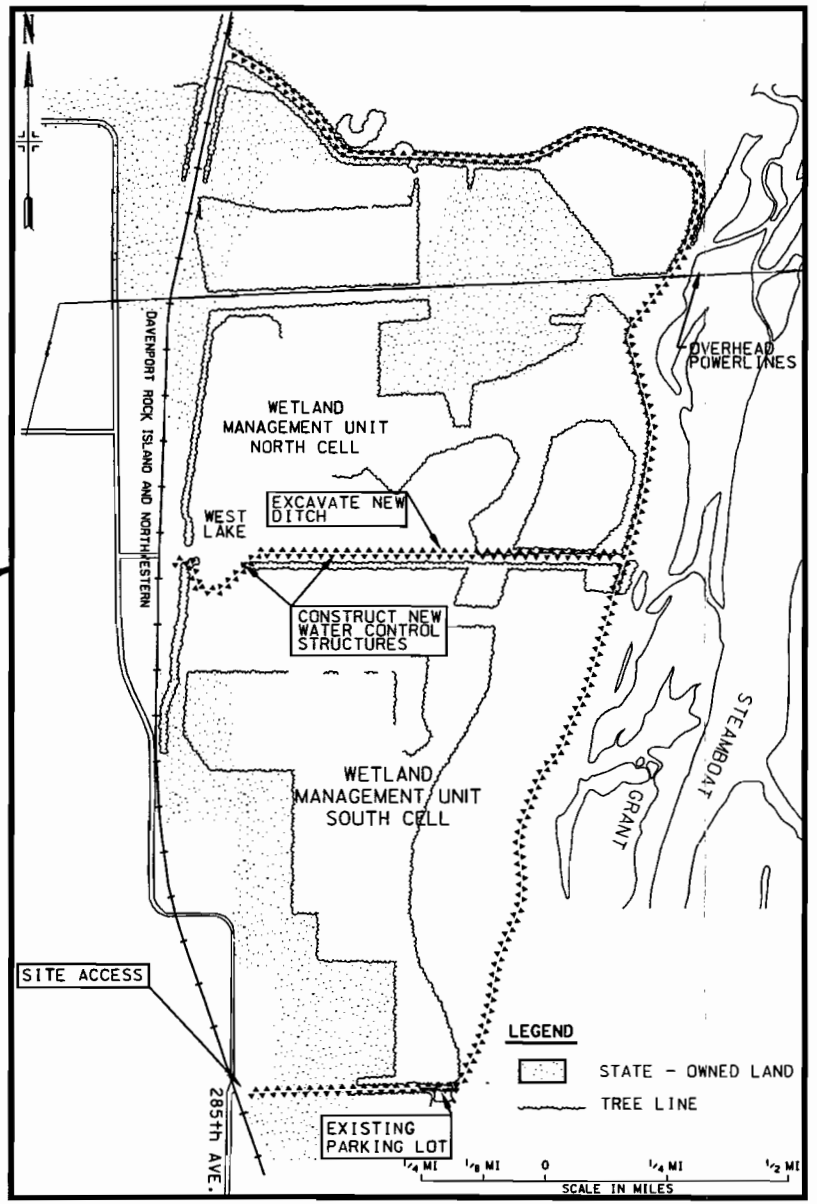 N
OVERHEAD
POWERLINES
DAVENPORT ROCK ISLAND AND NORTHWESTERN
WETLAND
MANAGEMENT UNIT
NORTH CELL
EXCAVATE NEW
DITCH
WEST
LAKE
CONSTRUCT NEW
WATER CONTROL
STRUCTURES
STEAMBOAT
GRANT
WETLAND
MANAGEMENT UNIT
SOUTH CELL
SITE ACCESS
LEGEND
STATE - OWNED LAND
TREE LINE
285th AVE.
EXISTING
PARKING LOT
1/4 MI 1/8 MI 0 1/4 MI 1/2 MI
SCALE IN MILES